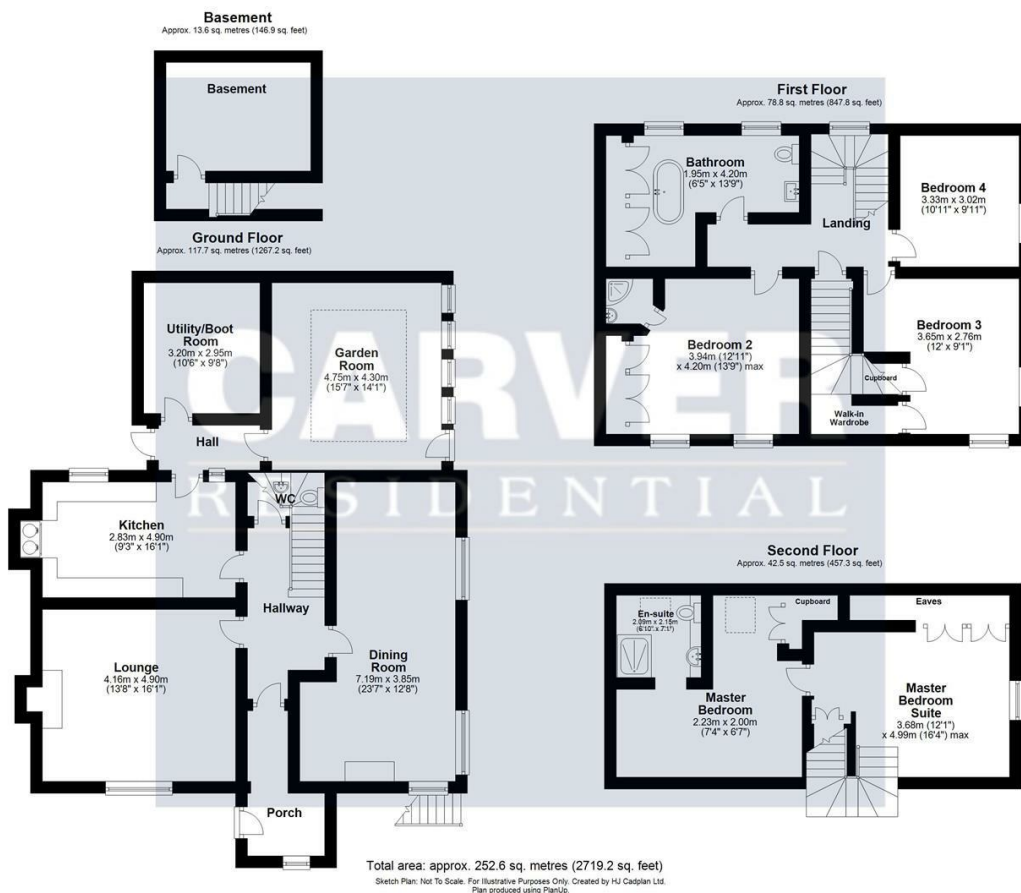 Basement
Approx. 13.6 sq. metres (146.9 sq. feet)
Basement
First Floor
Approx. 78.8 sq. metres (847.8 sq. feet)
Bathroom
1.95m x 4.20m
(6'5" x 13'9")
Bedroom 4
3.33m x 3.02m
(10'11" x 9'11")
Landing
Bedroom 2
3.94m (12'11")
x 4.20m (13'9") max
Bedroom 3
3.65m x 2.76m
(12' x 9'1")
Cupboard
Walk-in
Wardrobe
Ground Floor
Approx. 117.7 sq. metres (1267.2 sq. feet)
Utility/Boot
Room
3.20m x 2.95m
(10'6" x 9'8")
Garden
Room
4.75m x 4.30m
(15'7" x 14'1")
Hall
WC
Kitchen
2.83m x 4.90m
(9'3" x 16'1")
Hallway
Lounge
4.16m x 4.90m
(13'8" x 16'1")
Dining
Room
7.19m x 3.85m
(23'7" x 12'8")
Porch
CARVER
RESIDENTIAL
Second Floor
Approx. 42.5 sq. metres (457.3 sq. feet)
En-suite
2.09m x 2.15m
(6'10" x 7'1")
Cupboard
Eaves
Master
Bedroom
2.23m x 2.00m
(7'4" x 6'7")
Master
Bedroom
Suite
3.68m (12'1")
x 4.99m (16'4") max
Total area: approx. 252.6 sq. metres (2719.2 sq. feet)
Sketch Plan: Not To Scale. For Illustrative Purposes Only. Created by HJ Cadplan Ltd.
Plan produced using PlanUp.